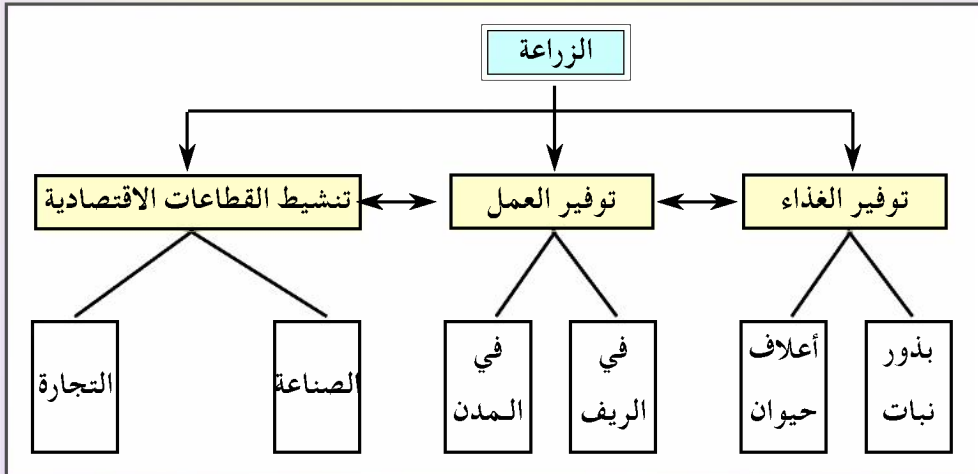 الزراعة
توفير الغذاء
توفير العمل
تنشيط القطاعات الاقتصادية
بذور
نبات
أعلاف
حيوان
في
الريف
في
المدن
الصناعة
التجارة